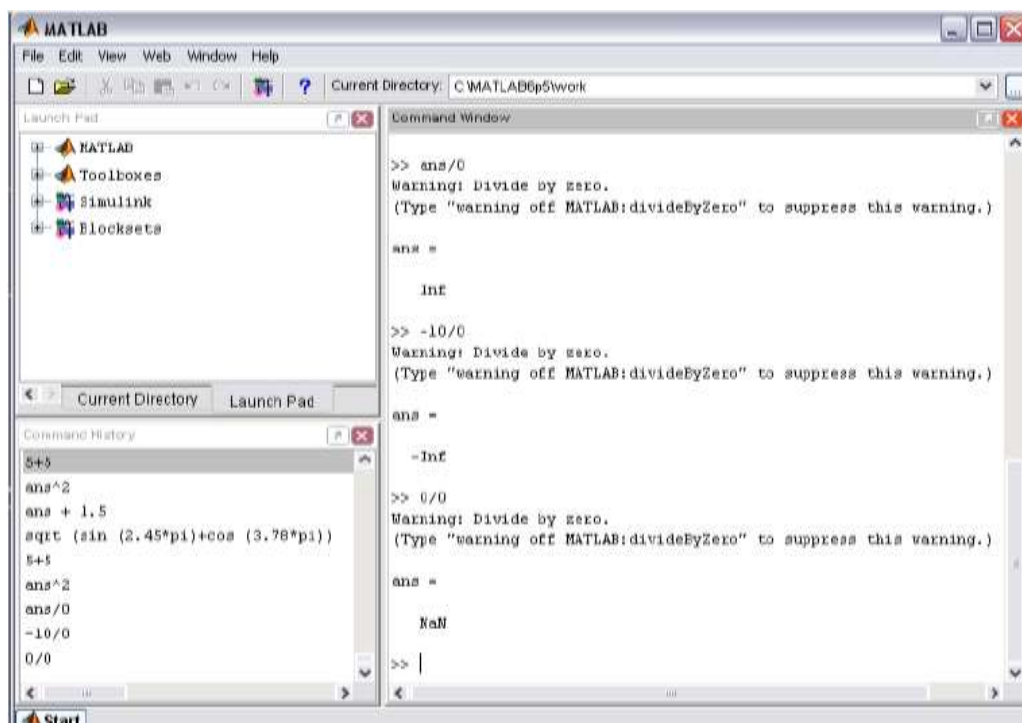 MATLAB
File Edit View Web Window Help
? Current Directory: C:\MATLAB6p5\work
Launch Pad
MATLAB
Toolboxes
Simulink
Blocksets
Current Directory Launch Pad
Command History
5+5
ans^2
ans + 1.5
sqrt (sin (2.45*pi)+cos (3.78*pi))
5+5
ans^2
ans/0
-10/0
0/0
Command Window
>> ans/0
Warning: Divide by zero.
(Type "warning off MATLAB:divideByZero" to suppress this warning.)
ans =
Inf
>> -10/0
Warning: Divide by zero.
(Type "warning off MATLAB:divideByZero" to suppress this warning.)
ans =
-Inf
>> 0/0
Warning: Divide by zero.
(Type "warning off MATLAB:divideByZero" to suppress this warning.)
ans =
NaN
>>
Start